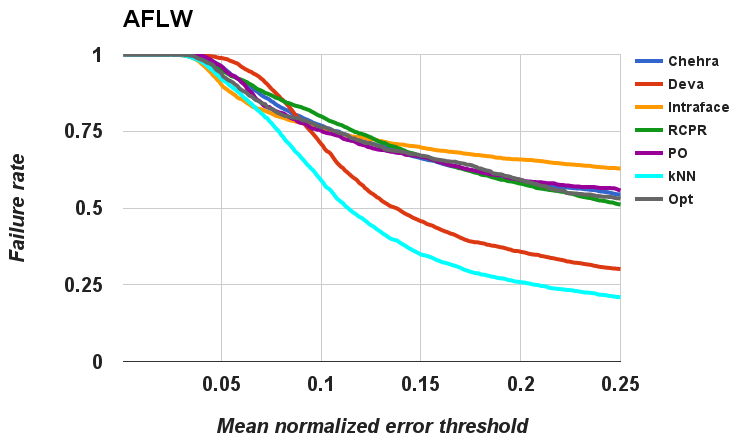 AFLW
1
0.75
0.5
0.25
0
Failure rate
0.05 0.1 0.15 0.2 0.25
Mean normalized error threshold
Chehra
Deva
Intraface
RCPR
PO
kNN
Opt